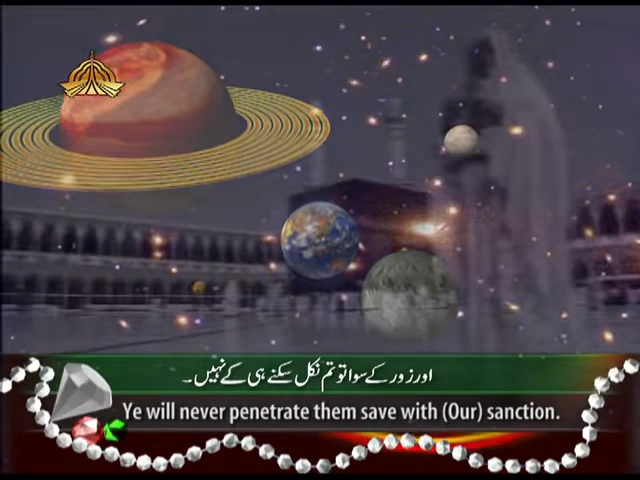 اور زور کے سوا تو تم نکل سکنے ہی کے نہیں۔
Ye will never penetrate them save with (Our) sanction.